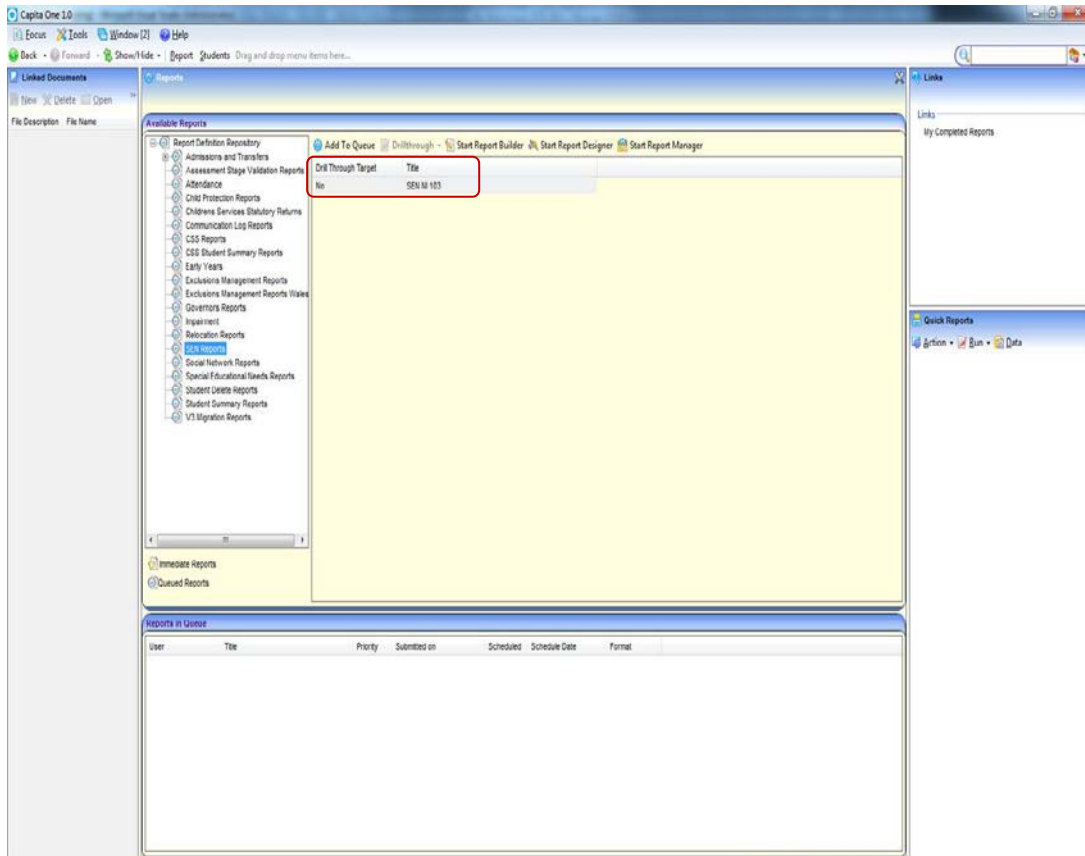 Capita One 1.0
Focus Tools Window [2] Help
Back Forward Show/Hide Report Students Drag and drop menu items here...
Linked Documents
New Delete Open
File Description File Name
Reports
Available Reports
Report Definition Repository
Admissions and Transfers
Assessment Stage Validation Reports
Attendance
Child Protection Reports
Childrens Services Statutory Returns
Communication Log Reports
CSS Reports
CSS Student Summary Reports
Early Years
Exclusions Management Reports
Exclusions Management Reports Wales
Governors Reports
Impairment
Relocation Reports
SEN Reports
Social Network Reports
Special Educational Needs Reports
Student Delete Reports
Student Summary Reports
V3 Migration Reports
Immediate Reports
Queued Reports
Add To Queue Drillthrough Start Report Builder Start Report Designer Start Report Manager
Drill Through Target Title
No SEN NI 103
Reports in Queue
User Title Priority Submitted on Scheduled Schedule Date Format
Links
Links
My Completed Reports
Quick Reports
Action Run Data